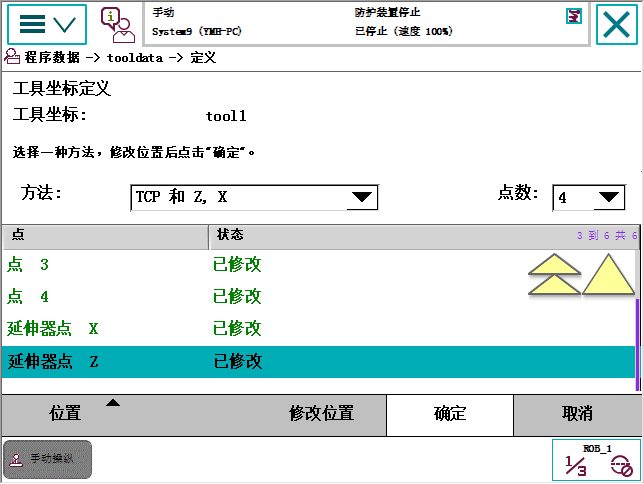 手动
防护装置停止
System9 (YMH-PC)
已停止 (速度 100%)
程序数据 -> tooldata -> 定义
工具坐标定义
工具坐标: tool1
选择一种方法，修改位置后点击“确定”。
方法: TCP 和 Z, X 点数: 4
点 状态 3 到 6 共 6
点 3 已修改
点 4 已修改
延伸器点 X 已修改
延伸器点 Z 已修改
位置 修改位置 确定 取消
手动操纵
ROB_1
1/3